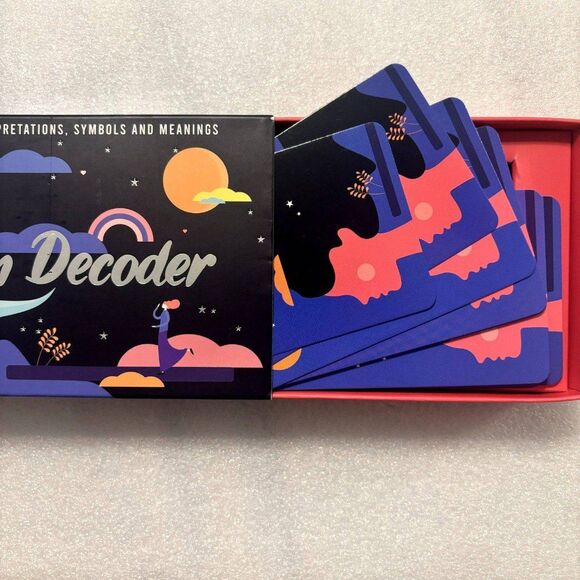 PRETATIONS, SYMBOLS AND MEANINGS
Decoder